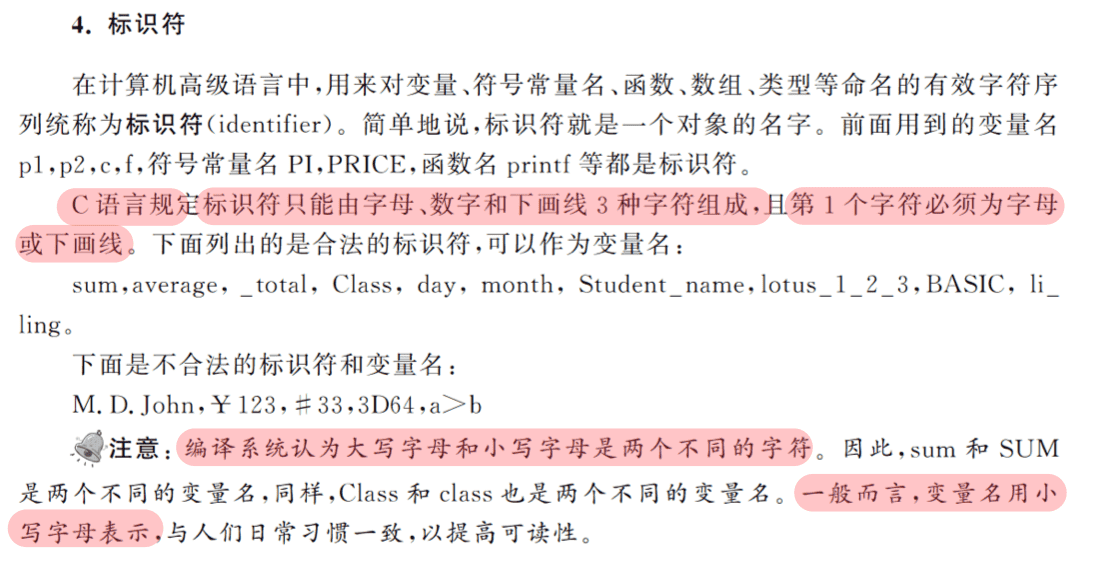 4. 标识符
在计算机高级语言中,用来对变量、符号常量名、函数、数组、类型等命名的有效字符序
列统称为标识符(identifier)。简单地说,标识符就是一个对象的名字。前面用到的变量名
p1,p2,c,f,符号常量名 PI,PRICE,函数名 printf 等都是标识符。
C 语言规定标识符只能由字母、数字和下画线 3 种字符组成,且第 1 个字符必须为字母
或下画线。下面列出的是合法的标识符,可以作为变量名:
sum,average, _total, Class, day, month, Student_name,lotus_1_2_3,BASIC, li_
ling。
下面是不合法的标识符和变量名:
M. D. John,¥123,#33,3D64,a>b
注意:编译系统认为大写字母和小写字母是两个不同的字符。因此,sum 和 SUM
是两个不同的变量名,同样,Class 和 class 也是两个不同的变量名。一般而言,变量名用小
写字母表示,与人们日常习惯一致,以提高可读性。